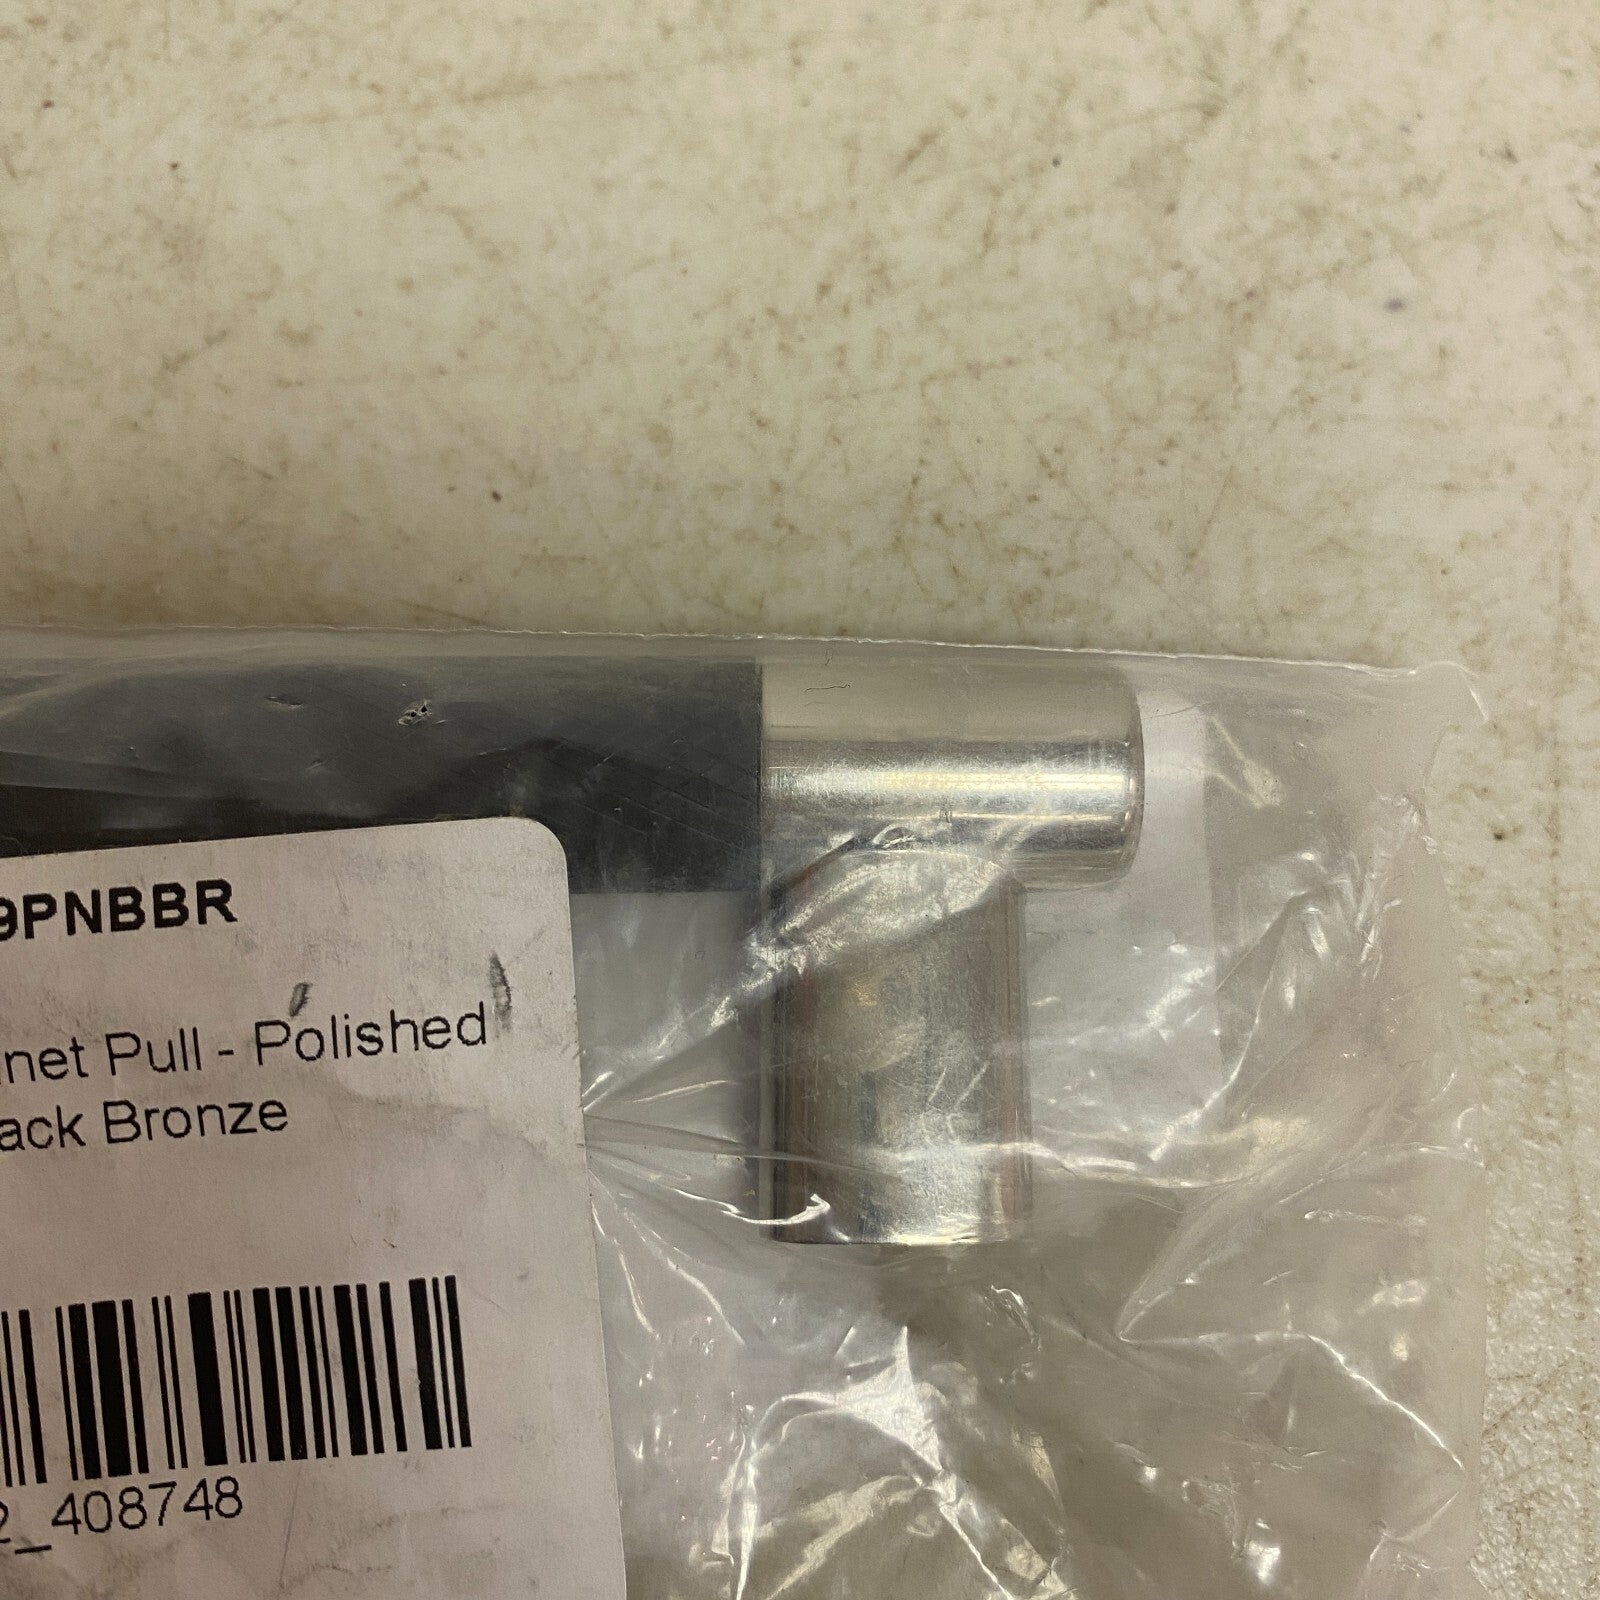 9PNBBR
inet Pull - Polished
ack Bronze
2_408748